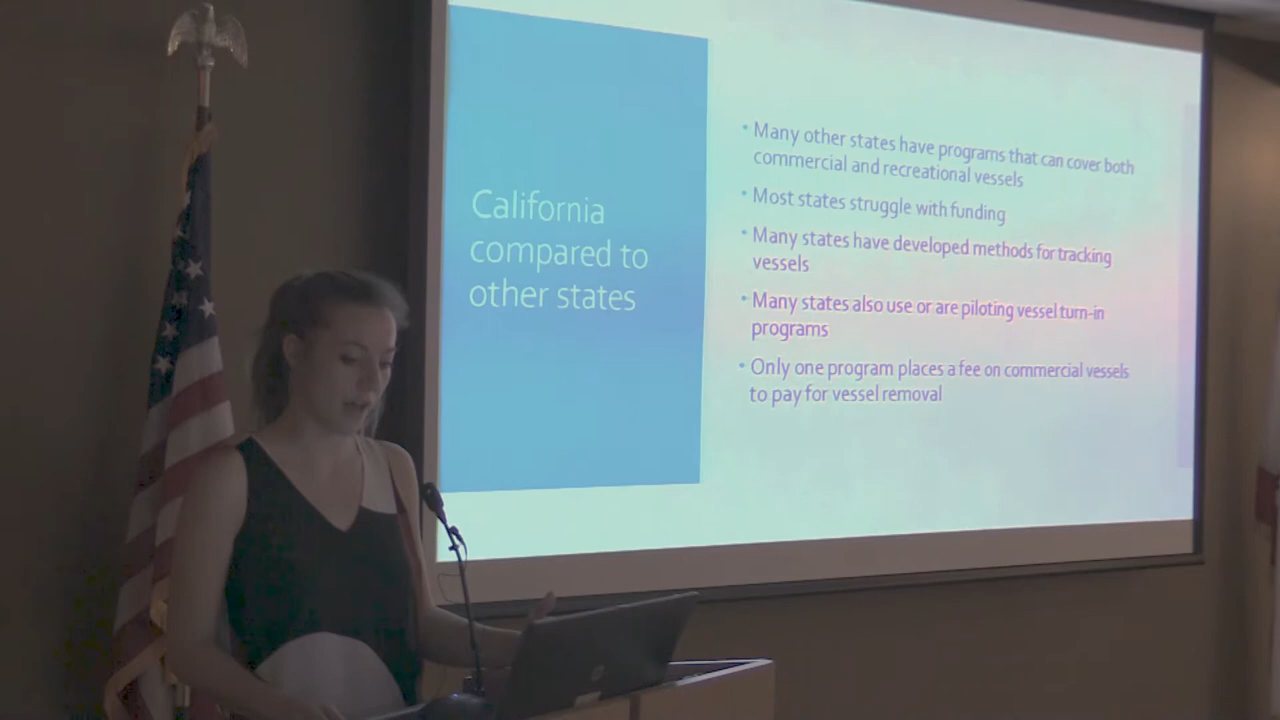 California
compared to
other states
• Many other states have programs that can cover both
commercial and recreational vessels
• Most states struggle with funding
• Many states have developed methods for tracking
vessels
• Many states also use or are piloting vessel turn-in
programs
• Only one program places a fee on commercial vessels
to pay for vessel removal